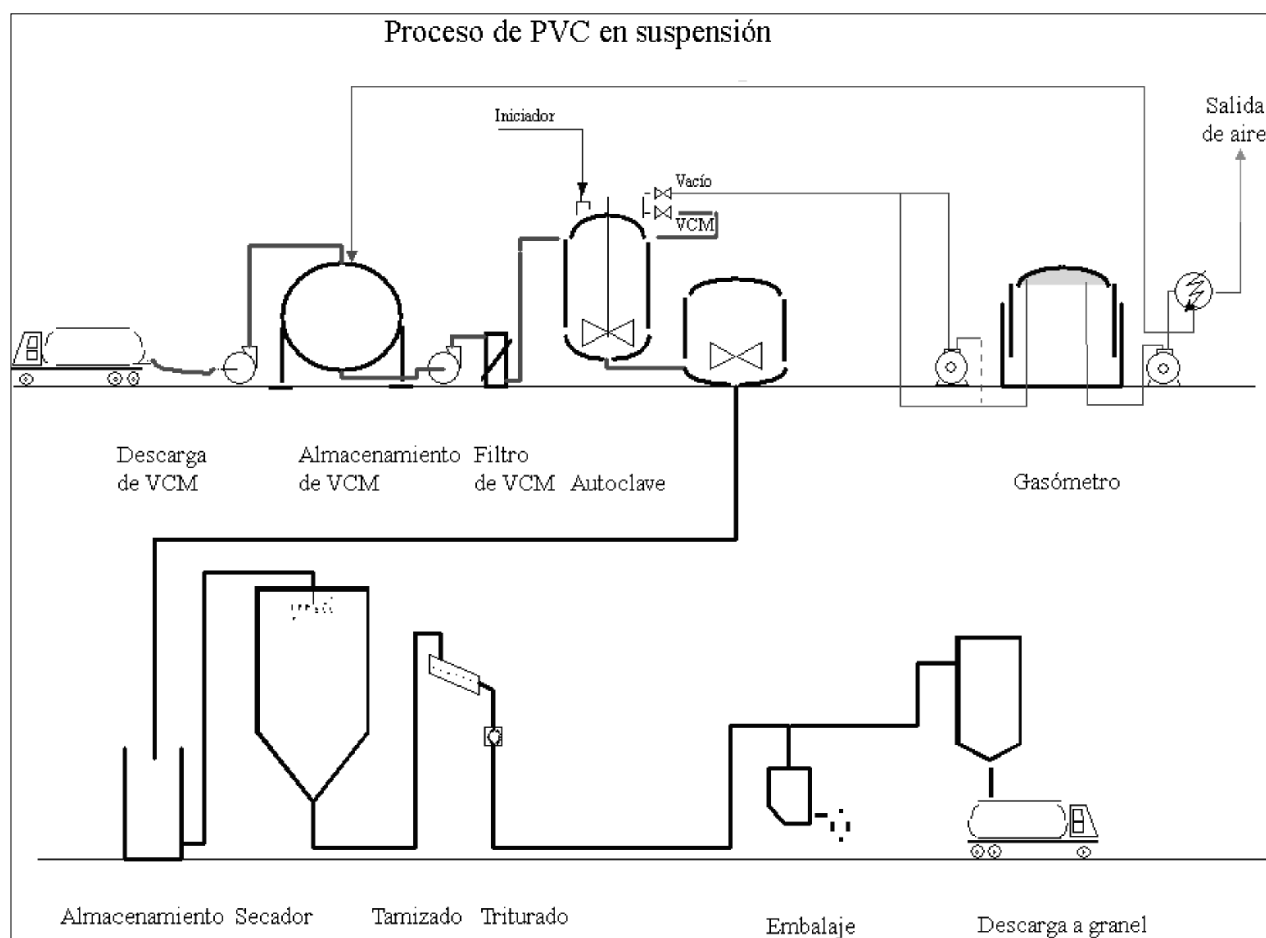 Proceso de PVC en suspensión
Salida
de aire
Iniciador
Vacío
VCM
Descarga
de VCM
Almacenamiento
de VCM
Filtro
de VCM
Autoclave
Gasómetro
Almacenamiento
Secador
Tamizado
Triturado
Embalaje
Descarga a granel